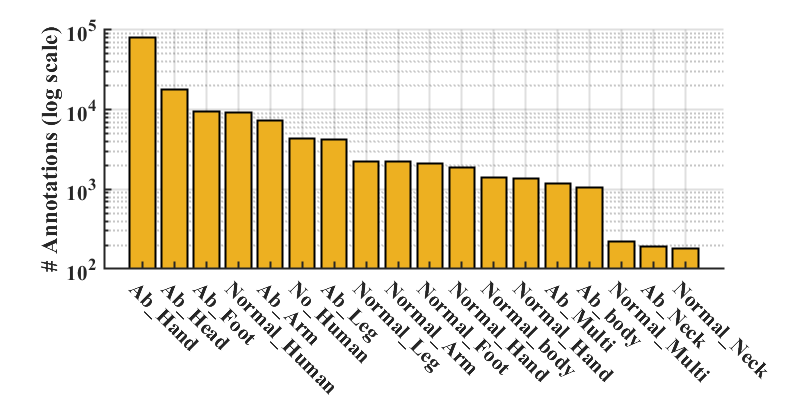 # Annotations (log scale)
10^5
10^4
10^3
10^2
Ab_Hand
Ab_Head
Ab_Foot
Normal_Human
Ab_Arm
No_Human
Ab_Leg
Normal_Leg
Normal_Arm
Normal_Foot
Normal_Hand
Normal_body
Normal_Hand
Ab_Multi
Ab_body
Normal_Multi
Ab_Neck
Normal_Neck